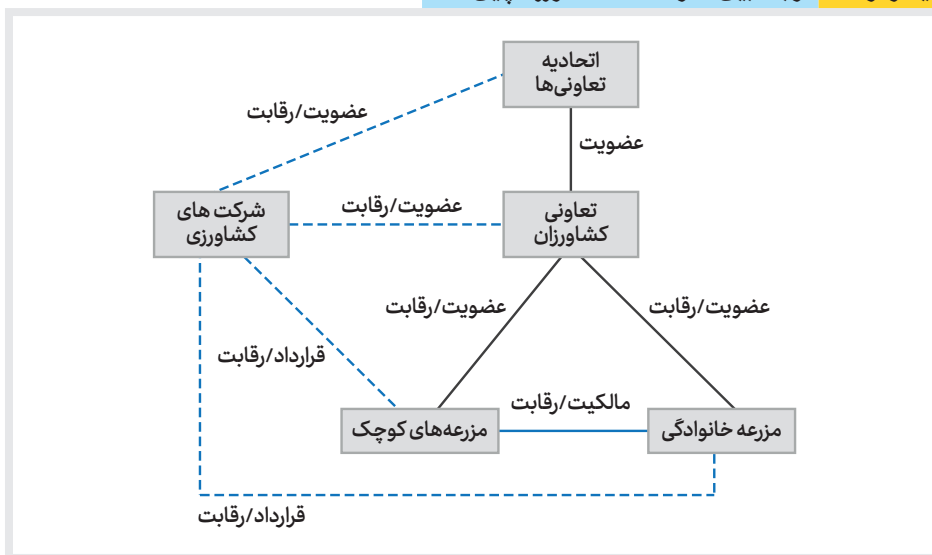 اتحادیه
تعاونی‌ها
عضویت/رقابت
عضویت
تعاونی
کشاورزان
عضویت/رقابت
شرکت های
کشاورزی
عضویت/رقابت
عضویت/رقابت
قرارداد/رقابت
مالکیت/رقابت
مزرعه خانوادگی
مزرعه‌های کوچک
قرارداد/رقابت